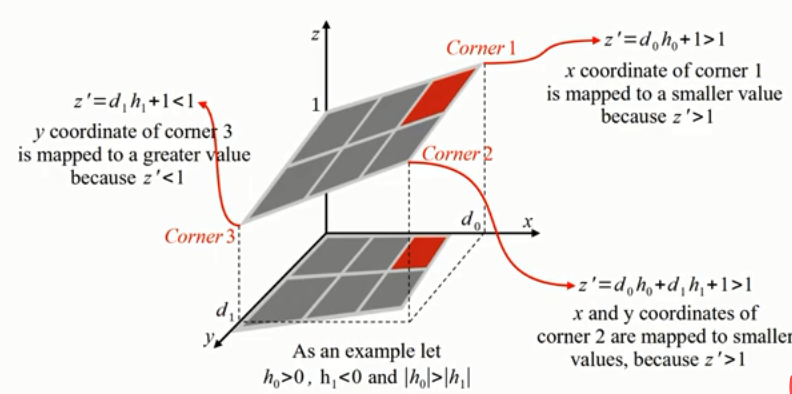 z
Corner 1
z'=d₀h₀+1>1
x coordinate of corner 1
is mapped to a smaller value
because z'>1
z'=d₁h₁+1<1
1
y coordinate of corner 3
is mapped to a greater value
because z'<1
Corner 2
Corner 3
d₀
x
d₁
y
z'=d₀h₀+d₁h₁+1>1
x and y coordinates of
corner 2 are mapped to smaller
values, because z'>1
As an example let
h₀>0, h₁<0 and |h₀|>|h₁|